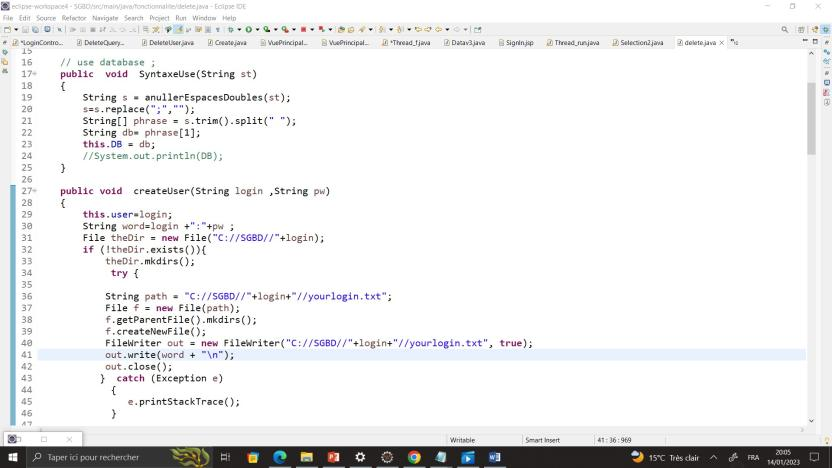 eclipse-workspace4 - SGBD/src/main/java/fonctionnalite/delete.java - Eclipse IDE
File Edit Source Refactor Navigate Search Project Run Window Help
*LoginContro... DeleteQuery... DeleteUser.java Create.java VuePrincipal... VuePrincipal... *Thread_f.java Datav3.java SignIn.jsp Thread_run.java Selection2.java delete.java
15
16 // use database ;
17 public void SyntaxeUse(String st)
18 {
19 String s = anullerEspacesDoubles(st);
20 s=s.replace(";","");
21 String[] phrase = s.trim().split(" ");
22 String db= phrase[1];
23 this.DB = db;
24 //System.out.println(DB);
25 }
26
27 public void createUser(String login ,String pw)
28 {
29 this.user=login;
30 String word=login +":"+pw ;
31 File theDir = new File("C://SGBD//"+login);
32 if (!theDir.exists()){
33 theDir.mkdirs();
34 try {
35
36 String path = "C://SGBD//"+login+"//yourlogin.txt";
37 File f = new File(path);
38 f.getParentFile().mkdirs();
39 f.createNewFile();
40 FileWriter out = new FileWriter("C://SGBD//"+login+"//yourlogin.txt", true);
41 out.write(word + "\n");
42 out.close();
43 } catch (Exception e)
44 {
45 e.printStackTrace();
46 }
47
Writable Smart Insert 41 : 36 : 969
Taper ici pour rechercher
15°C Très clair
FRA
20:05
14/01/2023